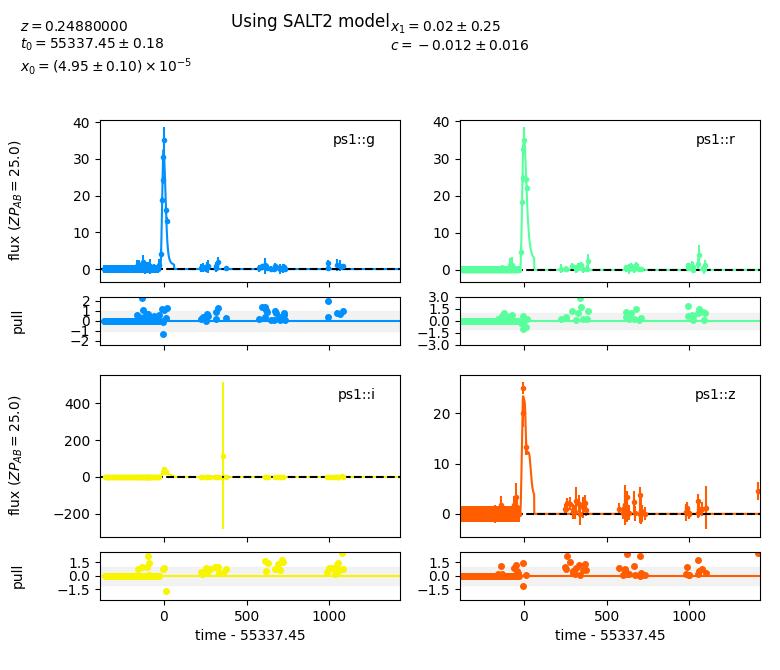 Using SALT2 model
z = 0.24880000
t0 = 55337.45 ± 0.18
x0 = (4.95 ± 0.10) × 10^−5
x1 = 0.02 ± 0.25
c = −0.012 ± 0.016
flux (ZP_AB = 25.0)
40
30
20
10
0
ps1::g
40
30
20
10
0
ps1::r
pull
2
1
0
−1
−2
3.0
1.5
0.0
−1.5
−3.0
flux (ZP_AB = 25.0)
400
200
0
−200
ps1::i
20
10
0
ps1::z
pull
1.5
0.0
−1.5
0 500 1000
time - 55337.45
1.5
0.0
−1.5
0 500 1000
time - 55337.45